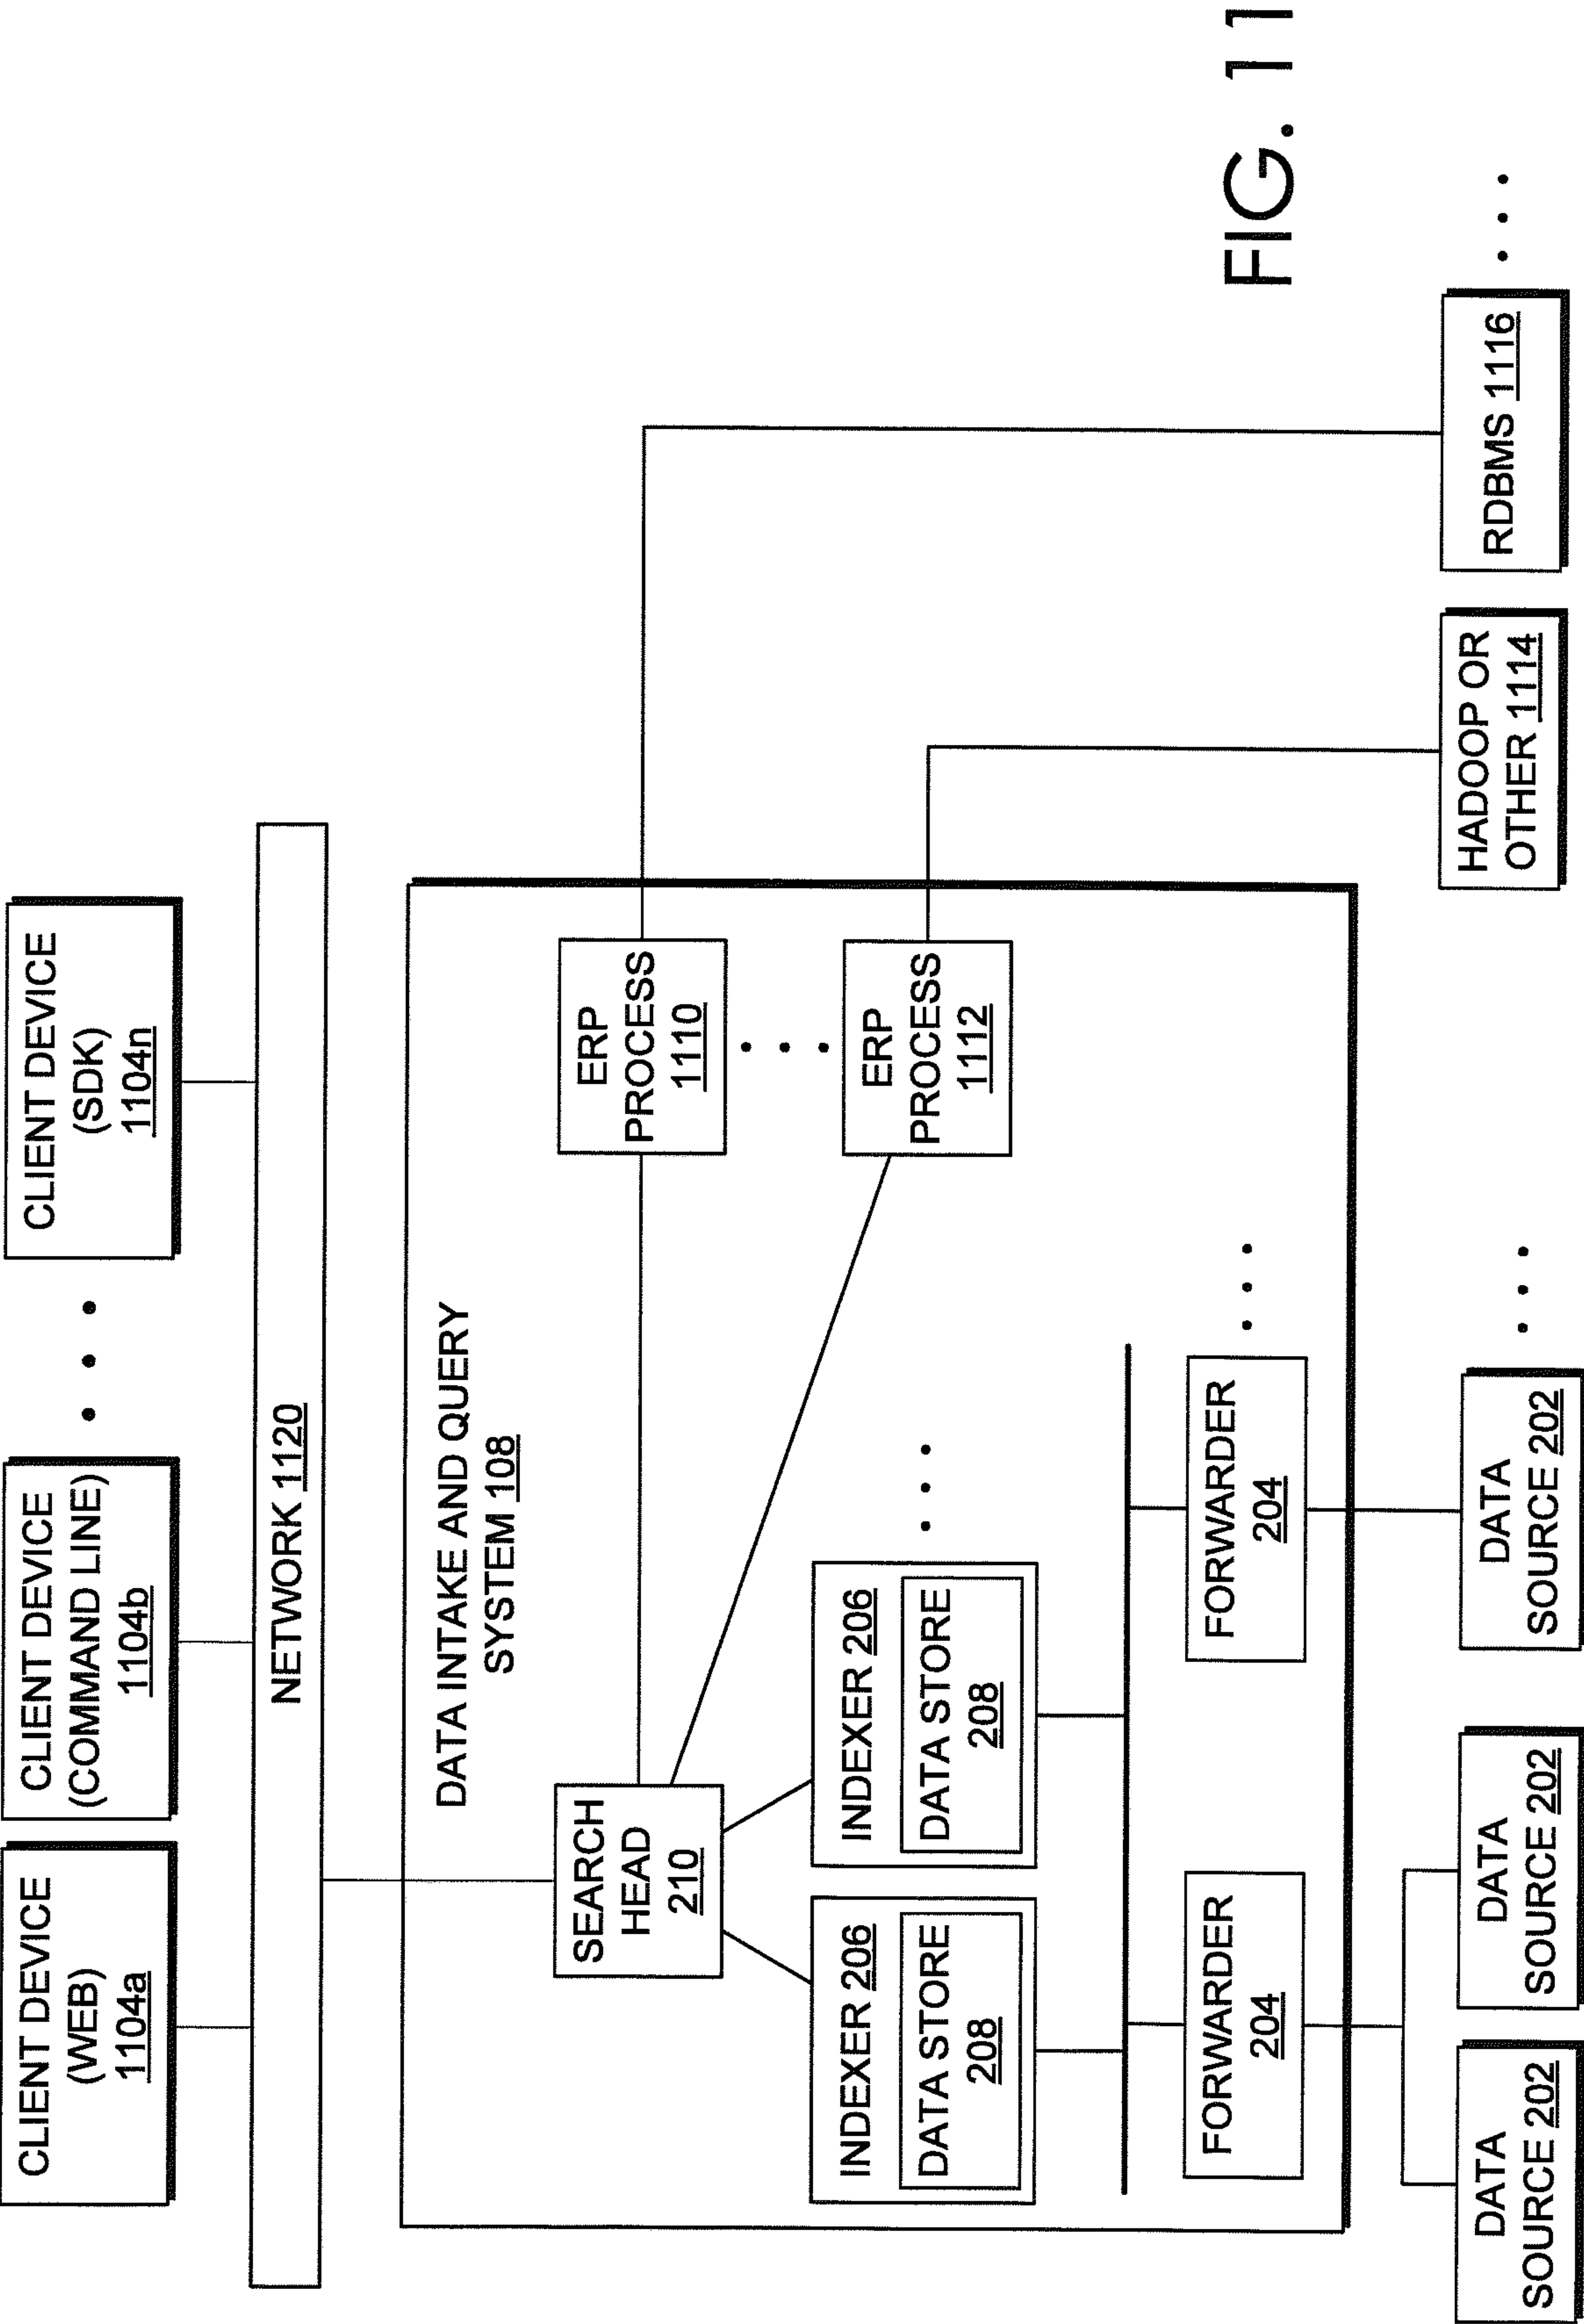 CLIENT DEVICE
(WEB)
1104a
CLIENT DEVICE
(COMMAND LINE)
1104b
. . .
CLIENT DEVICE
(SDK)
1104n
NETWORK 1120
DATA INTAKE AND QUERY
SYSTEM 108
SEARCH
HEAD
210
ERP
PROCESS
1110
. . .
ERP
PROCESS
1112
INDEXER 206
DATA STORE
208
INDEXER 206
DATA STORE
208
. . .
FORWARDER
204
FORWARDER
204
. . .
DATA
SOURCE 202
DATA
SOURCE 202
DATA
SOURCE 202
. . .
HADOOP OR
OTHER 1114
RDBMS 1116
. . .
FIG. 11